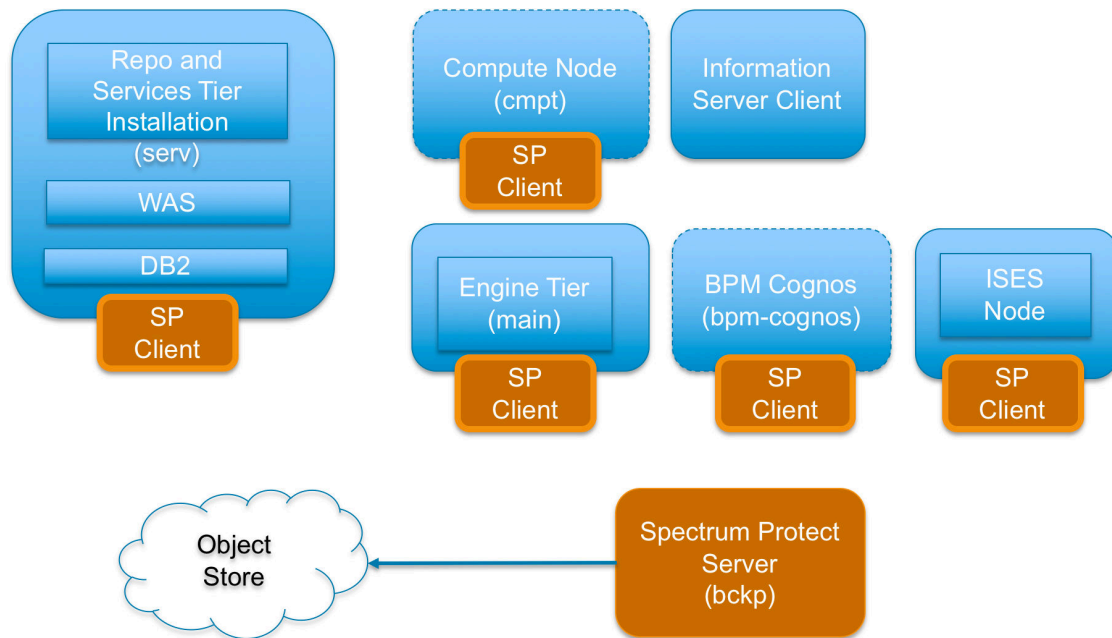 Repo and
Services Tier
Installation
(serv)
WAS
DB2
SP
Client
Compute Node
(cmpt)
SP
Client
Information
Server Client
Engine Tier
(main)
SP
Client
BPM Cognos
(bpm-cognos)
SP
Client
ISES
Node
SP
Client
Object
Store
Spectrum Protect
Server
(bckp)